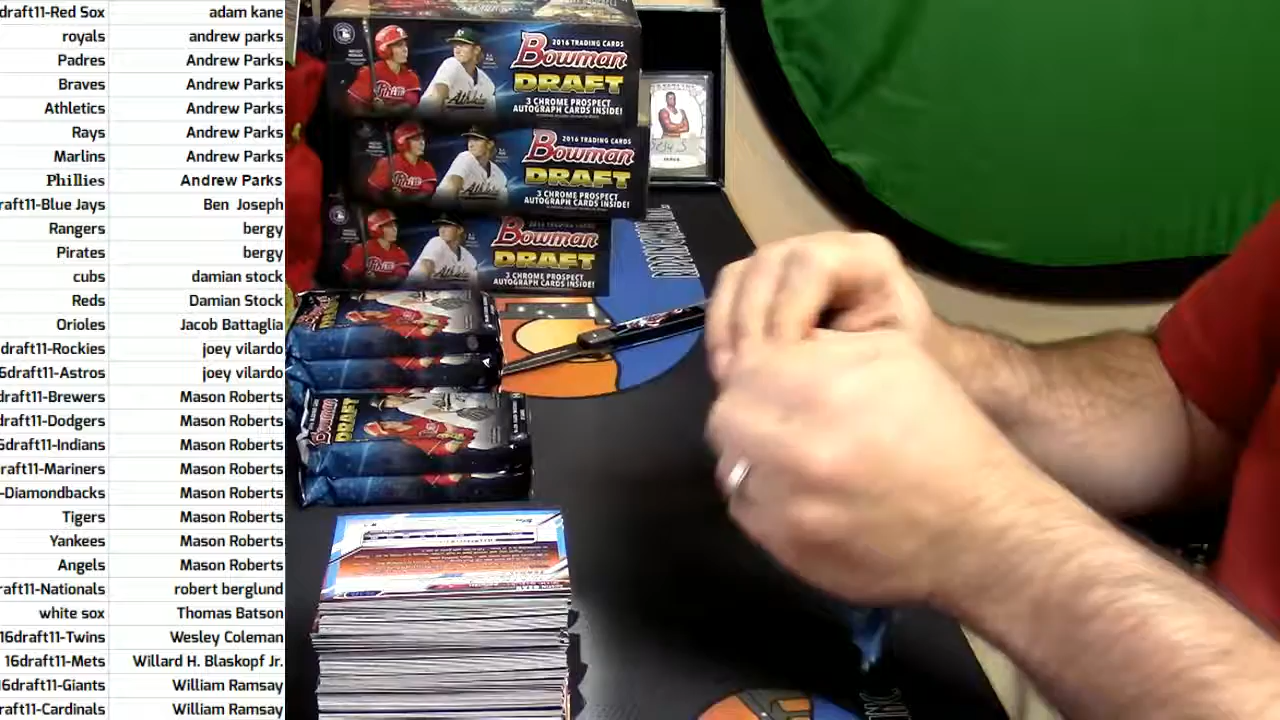 draft11-Red Sox adam kane
royals andrew parks
Padres Andrew Parks
Braves Andrew Parks
Athletics Andrew Parks
Rays Andrew Parks
Marlins Andrew Parks
Phillies Andrew Parks
raft11-Blue Jays Ben Joseph
Rangers bergy
Pirates bergy
cubs damian stock
Reds Damian Stock
Orioles Jacob Battaglia
draft11-Rockies joey vilardo
6draft11-Astros joey vilardo
draft11-Brewers Mason Roberts
draft11-Dodgers Mason Roberts
6draft11-Indians Mason Roberts
raft11-Mariners Mason Roberts
-Diamondbacks Mason Roberts
Tigers Mason Roberts
Yankees Mason Roberts
Angels Mason Roberts
raft11-Nationals robert berglund
white sox Thomas Batson
16draft11-Twins Wesley Coleman
16draft11-Mets Willard H. Blaskopf Jr.
6draft11-Giants William Ramsay
raft11-Cardinals William Ramsay
2016 TRADING CARDS
Bowman
DRAFT
3 CHROME PROSPECT
AUTOGRAPH CARDS INSIDE!
2016 TRADING CARDS
Bowman
DRAFT
3 CHROME PROSPECT
AUTOGRAPH CARDS INSIDE!
2016 TRADING CARDS
Bowman
DRAFT
3 CHROME PROSPECT
AUTOGRAPH CARDS INSIDE!
Bowman
DRAFT